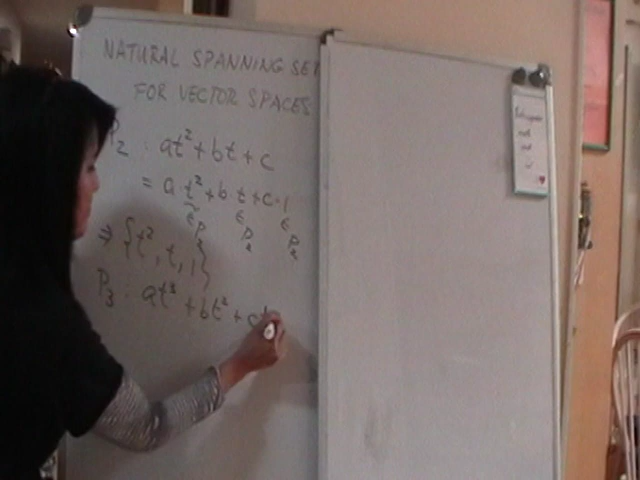 NATURAL SPANNING SET
FOR VECTOR SPACES
P₂ : at² + bt + c
= a t² + b t + c·1
∈ P₂ ∈ P₂ ∈ P₂
⇒ {t², t, 1}
P₃ : at³ + bt² + ct